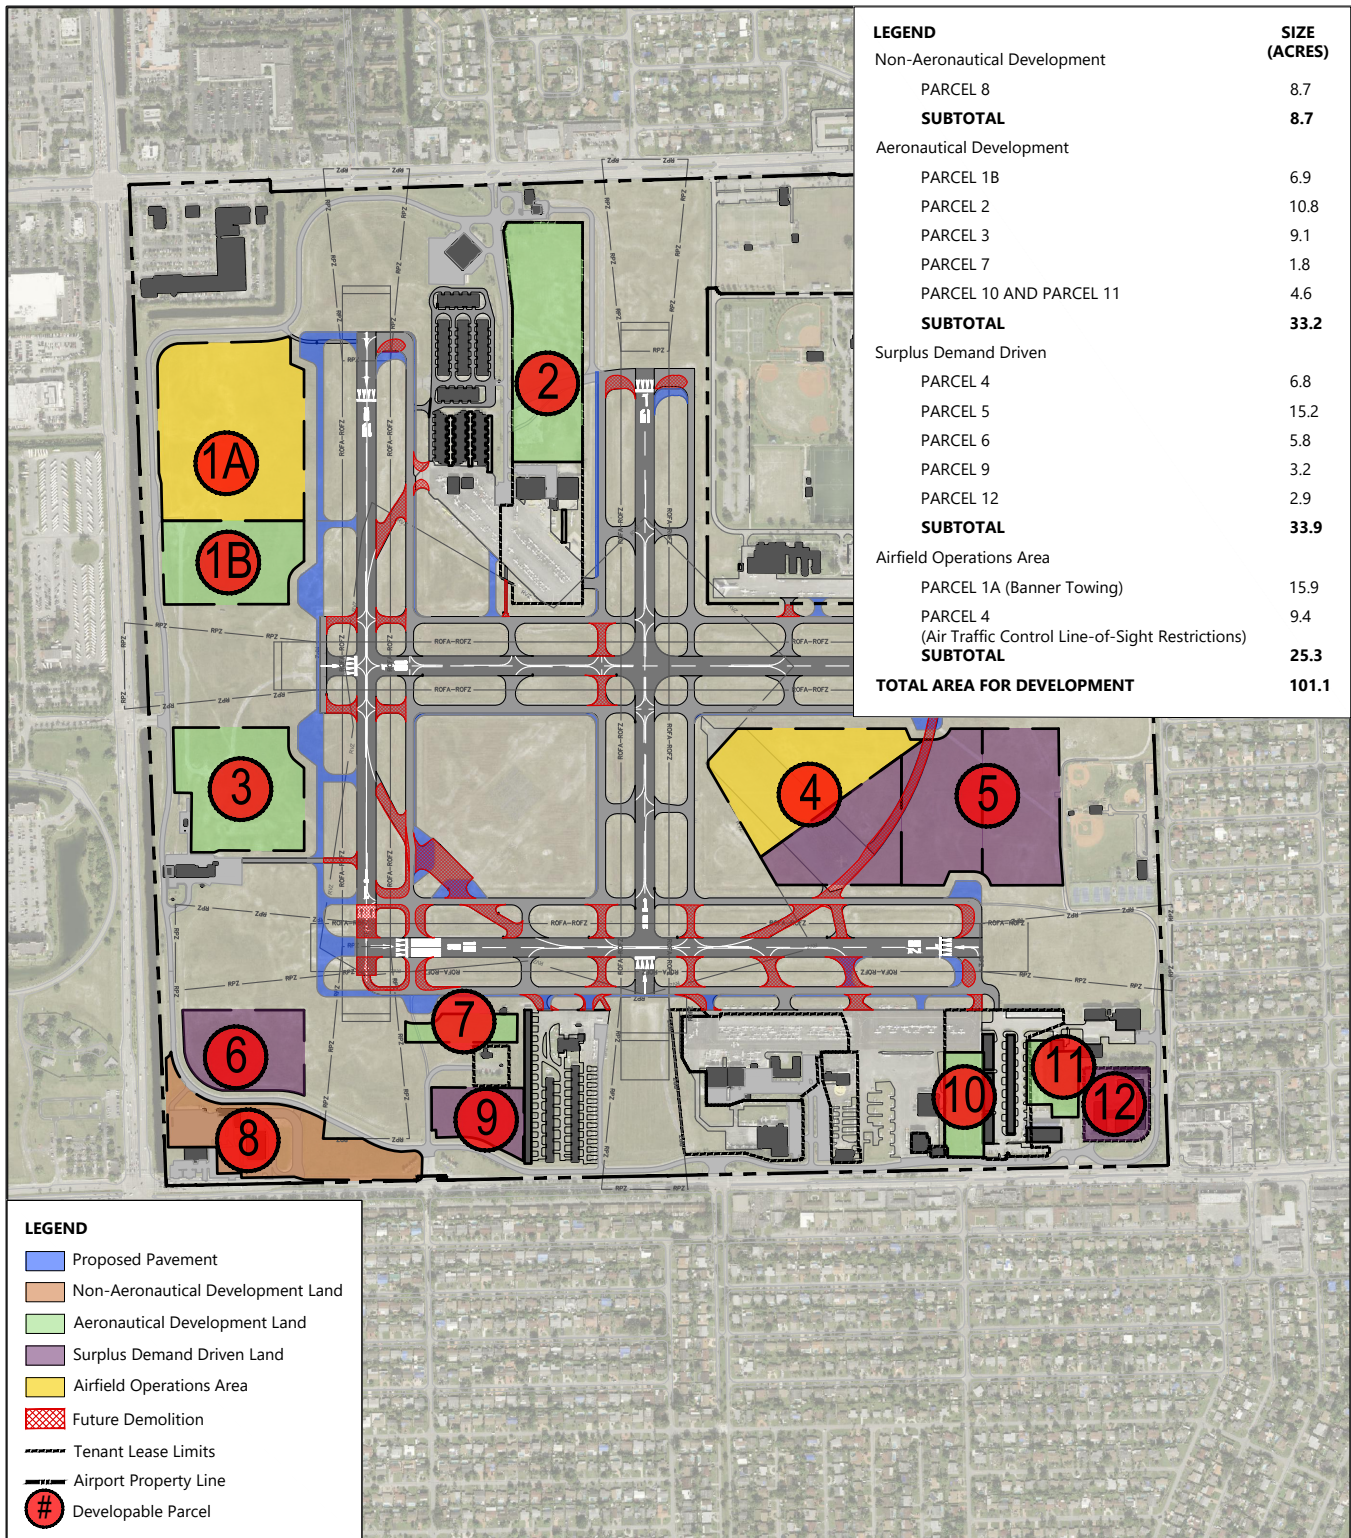 LEGEND SIZE
(ACRES)
Non-Aeronautical Development
PARCEL 8 8.7
SUBTOTAL 8.7
Aeronautical Development
PARCEL 1B 6.9
PARCEL 2 10.8
PARCEL 3 9.1
PARCEL 7 1.8
PARCEL 10 AND PARCEL 11 4.6
SUBTOTAL 33.2
Surplus Demand Driven
PARCEL 4 6.8
PARCEL 5 15.2
PARCEL 6 5.8
PARCEL 9 3.2
PARCEL 12 2.9
SUBTOTAL 33.9
Airfield Operations Area
PARCEL 1A (Banner Towing) 15.9
PARCEL 4 9.4
(Air Traffic Control Line-of-Sight Restrictions)
SUBTOTAL 25.3
TOTAL AREA FOR DEVELOPMENT 101.1
RPZ
RPZ
RPZ
RPZ
2
1A
1B
ROFA-ROFZ
ROFA-ROFZ
ROFA-ROFZ
ROFA-ROFZ
3
4
5
6
7
8
9
10
11
12
LEGEND
Proposed Pavement
Non-Aeronautical Development Land
Aeronautical Development Land
Surplus Demand Driven Land
Airfield Operations Area
Future Demolition
Tenant Lease Limits
Airport Property Line
# Developable Parcel